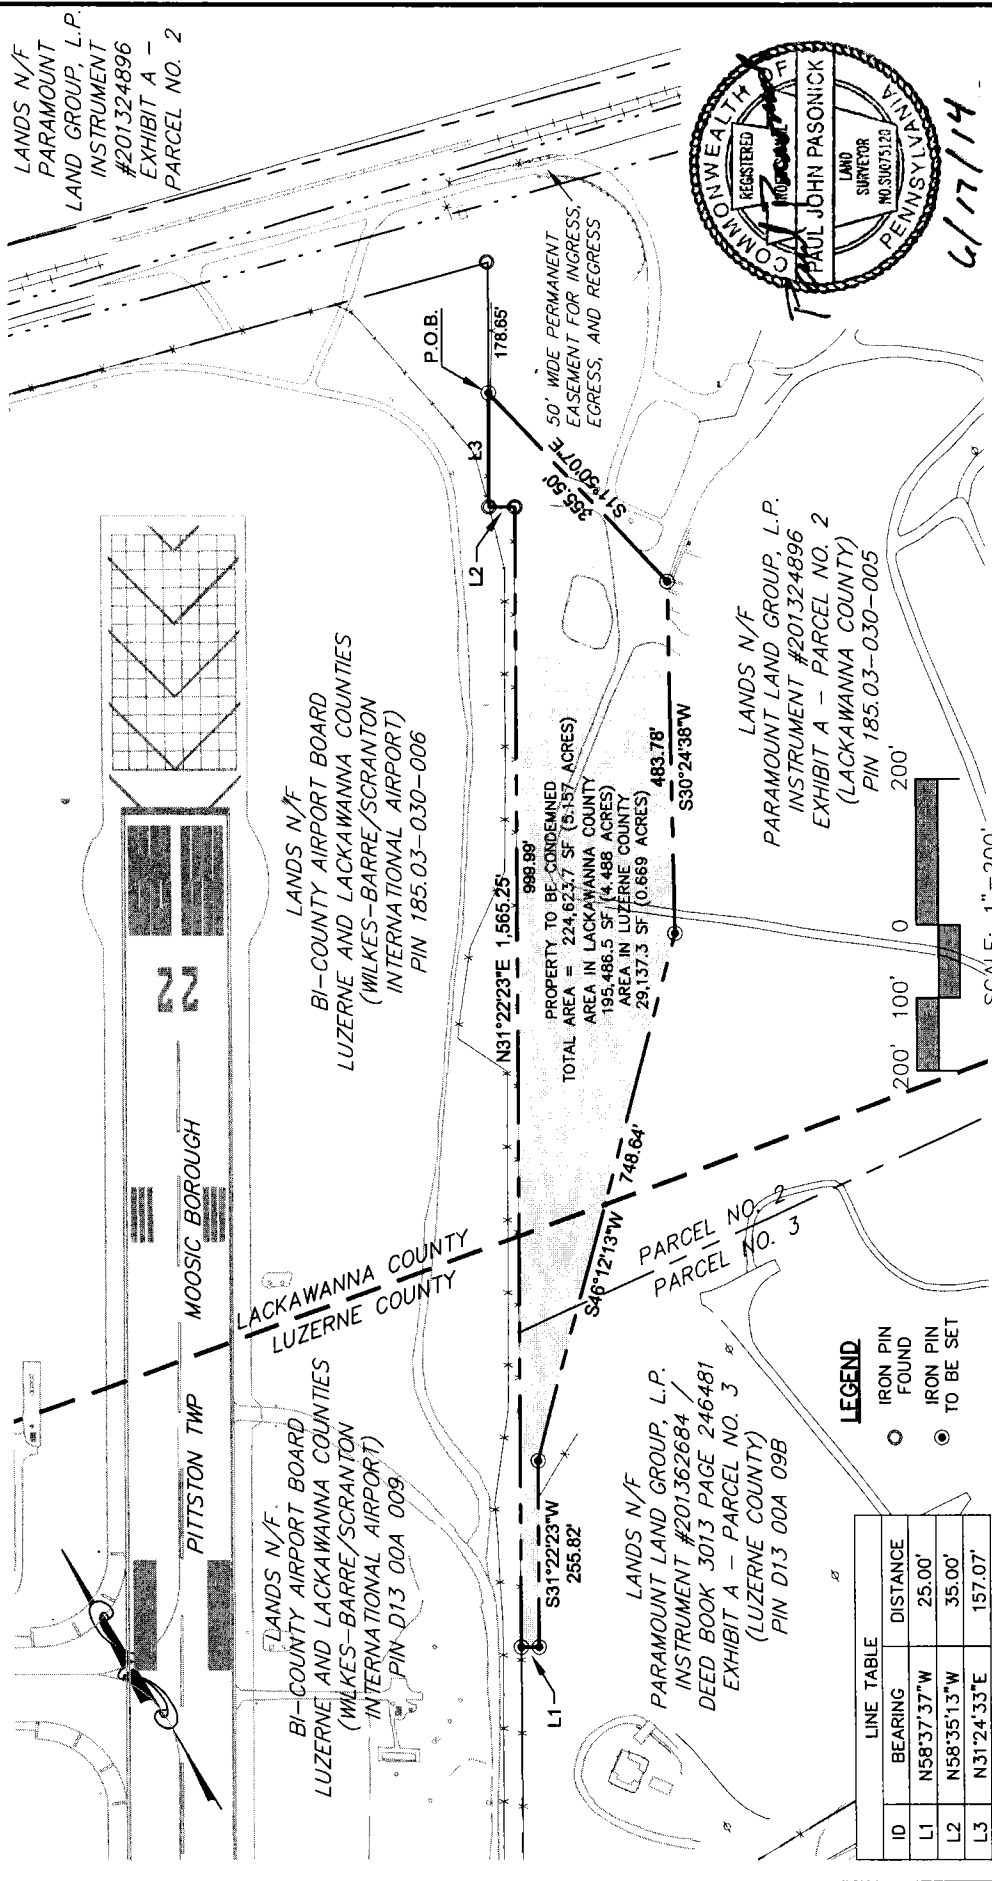 LANDS N/F
PARAMOUNT
LAND GROUP, L.P.
INSTRUMENT
#201324896
EXHIBIT A -
PARCEL NO. 2
22
MOOSIC BOROUGH
PITTSTON TWP
LACKAWANNA COUNTY
LUZERNE COUNTY
LANDS N/F
BI-COUNTY AIRPORT BOARD
LUZERNE AND LACKAWANNA COUNTIES
(WILKES-BARRE/SCRANTON
INTERNATIONAL AIRPORT)
PIN 185.03-030-006
LANDS N/F
BI-COUNTY AIRPORT BOARD
LUZERNE AND LACKAWANNA COUNTIES
(WILKES-BARRE/SCRANTON
INTERNATIONAL AIRPORT)
PIN D13 00A 009
P.O.B.
178.65'
L3
L2
L1
50' WIDE PERMANENT
EASEMENT FOR INGRESS,
EGRESS, AND REGRESS
S11°50'07"E
355.50'
N31°22'23"E 1,565.25'
999.99'
PROPERTY TO BE CONDEMNED
TOTAL AREA = 224,623.7 SF (5.157 ACRES)
AREA IN LACKAWANNA COUNTY
195,486.5 SF (4.488 ACRES)
AREA IN LUZERNE COUNTY
29,137.3 SF (0.669 ACRES)
483.78'
S30°24'38"W
748.64'
S46°12'13"W
S31°22'23"W
255.82'
PARCEL NO. 2
PARCEL NO. 3
LANDS N/F
PARAMOUNT LAND GROUP, L.P.
INSTRUMENT #201324896
EXHIBIT A - PARCEL NO. 2
(LACKAWANNA COUNTY)
PIN 185.03-030-005
LANDS N/F
PARAMOUNT LAND GROUP, L.P.
INSTRUMENT #201362684/
DEED BOOK 3013 PAGE 246481
EXHIBIT A - PARCEL NO. 3
(LUZERNE COUNTY)
PIN D13 00A 09B
COMMONWEALTH OF
REGISTERED
PAUL JOHN PASONICK
LAND
SURVEYOR
NO.SU075120
PENNSYLVANIA
6/17/14
200' 100' 0 200'
SCALE: 1"=200'
LEGEND
IRON PIN
FOUND
IRON PIN
TO BE SET
LINE TABLE
ID BEARING DISTANCE
L1 N58°37'37"W 25.00'
L2 N58°35'13"W 35.00'
L3 N31°24'33"E 157.07'